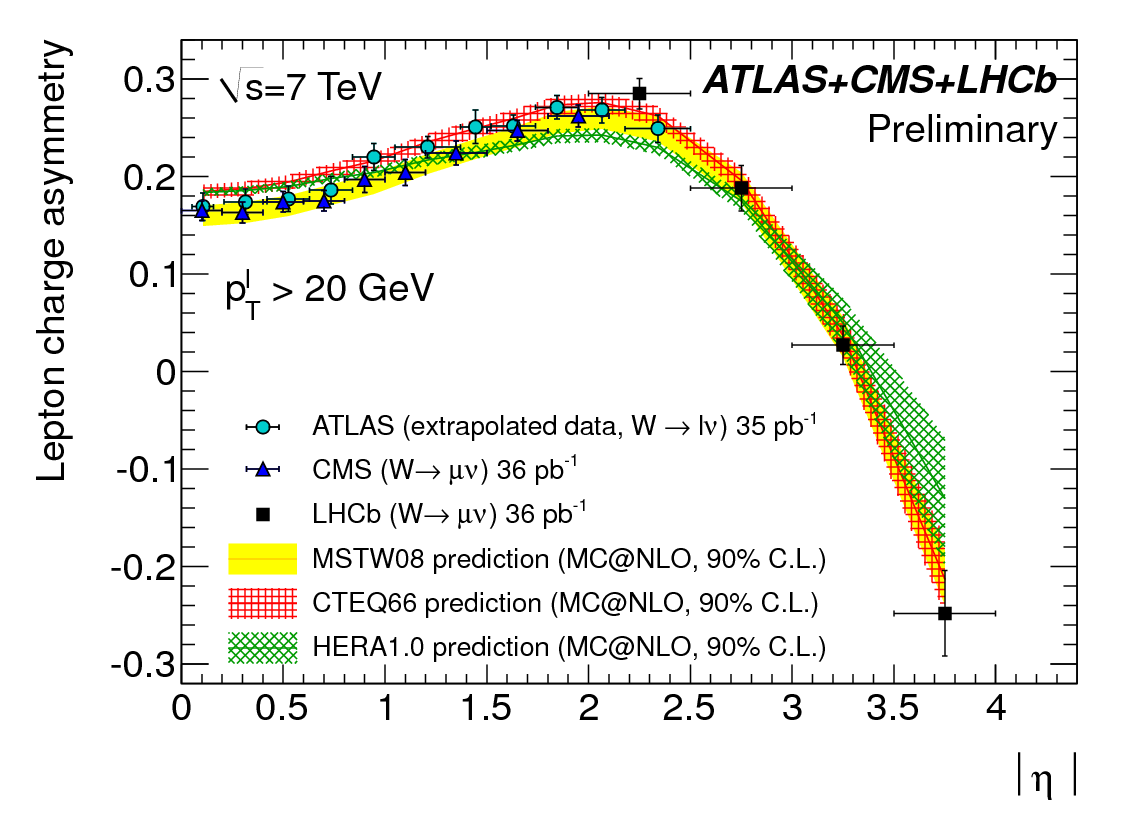 Lepton charge asymmetry
0.3
0.2
0.1
0
-0.1
-0.2
-0.3
√s=7 TeV
ATLAS+CMS+LHCb
Preliminary
p_T^l > 20 GeV
ATLAS (extrapolated data, W → lν) 35 pb⁻¹
CMS (W→ μν) 36 pb⁻¹
LHCb (W→ μν) 36 pb⁻¹
MSTW08 prediction (MC@NLO, 90% C.L.)
CTEQ66 prediction (MC@NLO, 90% C.L.)
HERA1.0 prediction (MC@NLO, 90% C.L.)
0 0.5 1 1.5 2 2.5 3 3.5 4
|η|